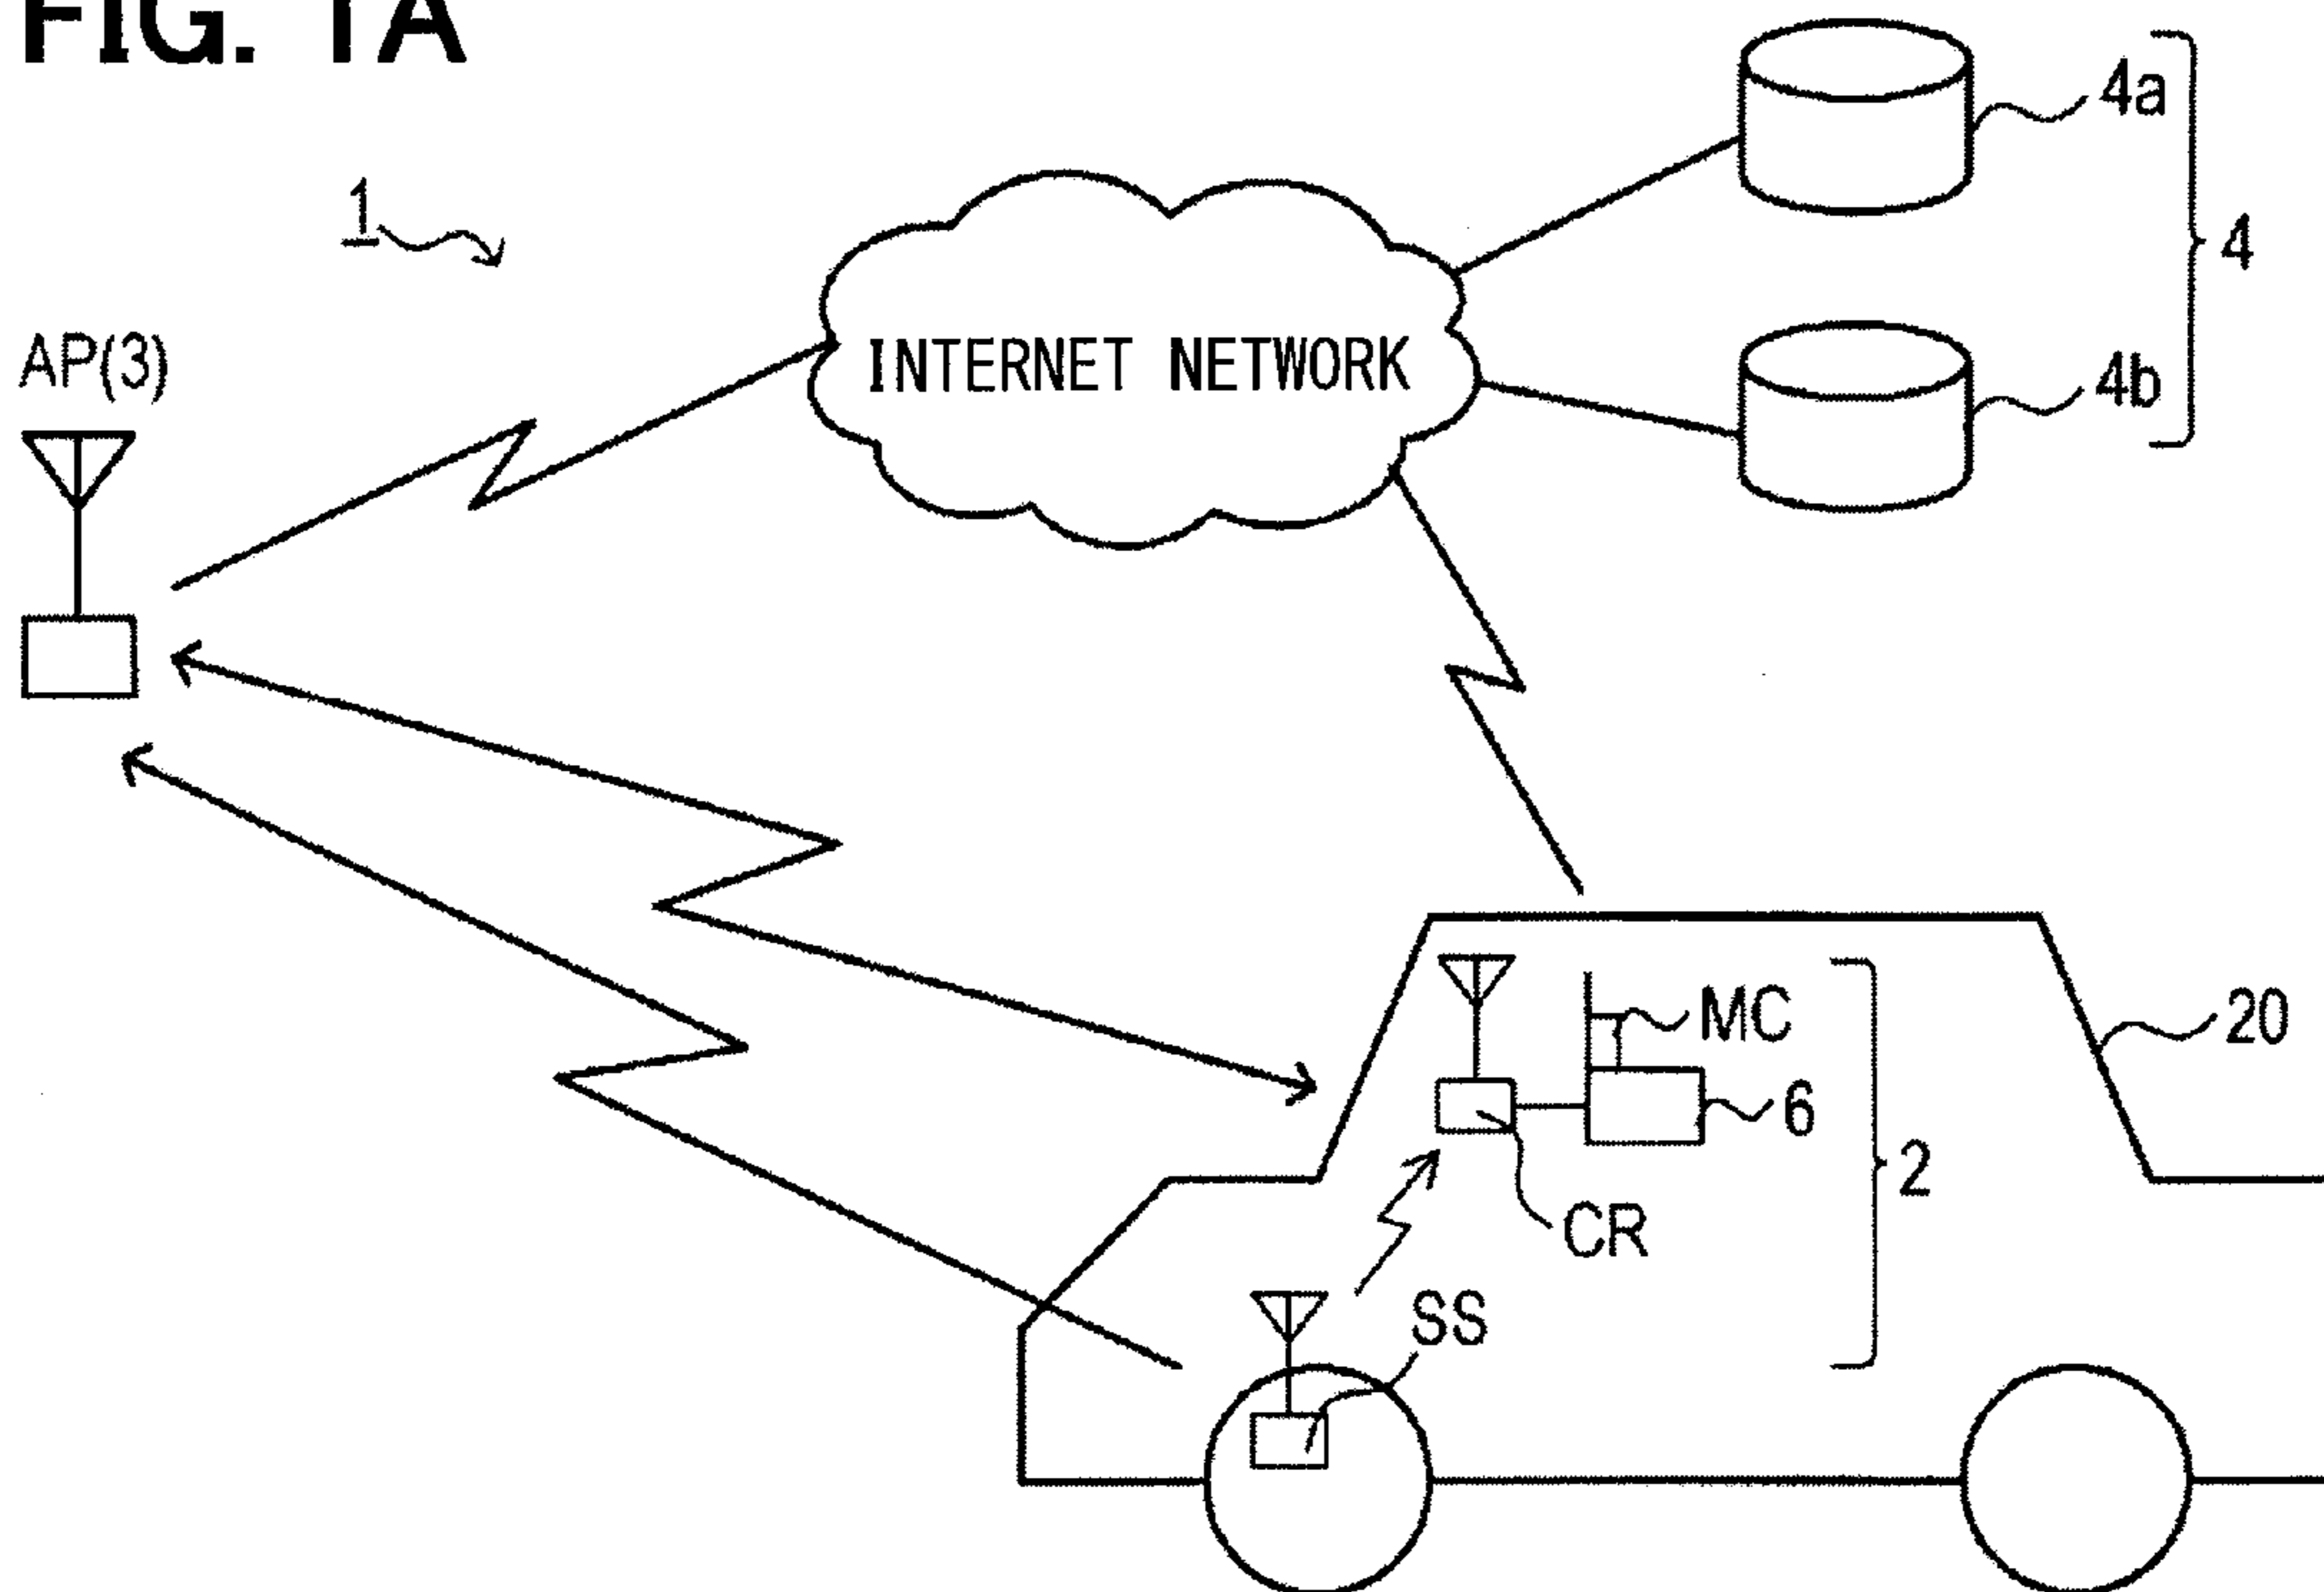 FIG. 1A
4a
1
4
AP(3)
INTERNET NETWORK
4b
MC
20
6
2
CR
SS